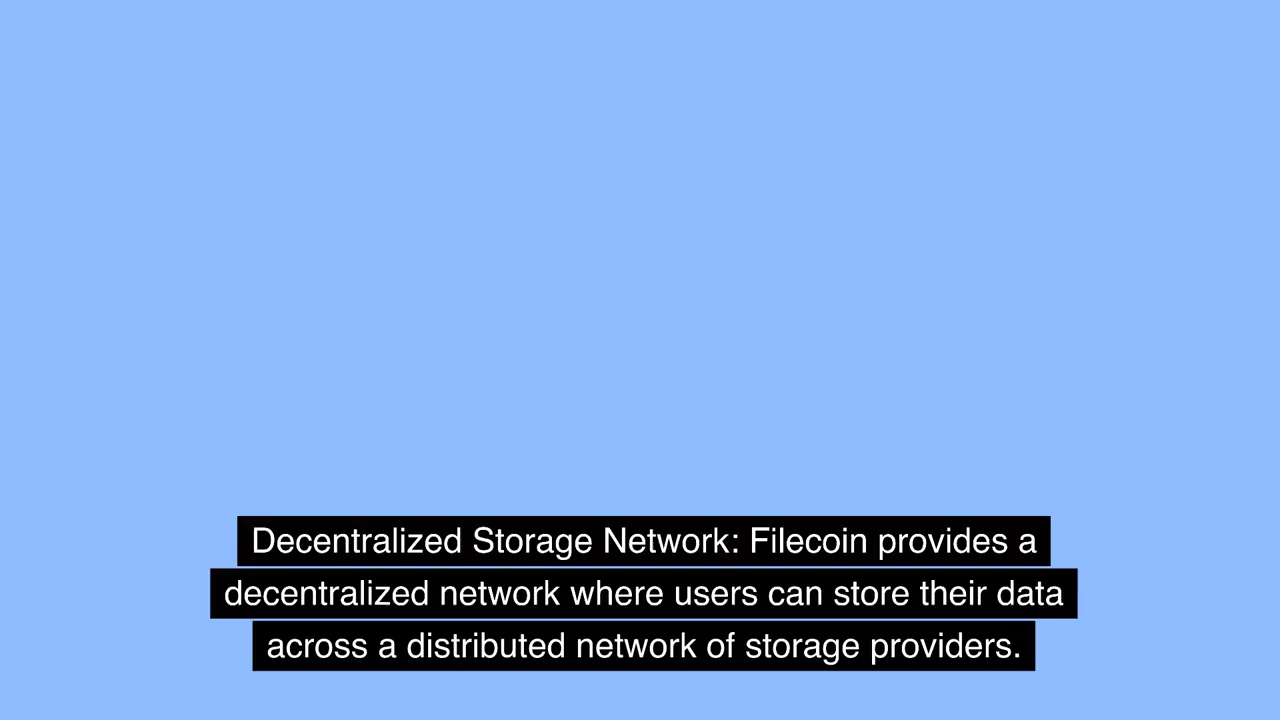 Decentralized Storage Network: Filecoin provides a
decentralized network where users can store their data
across a distributed network of storage providers.